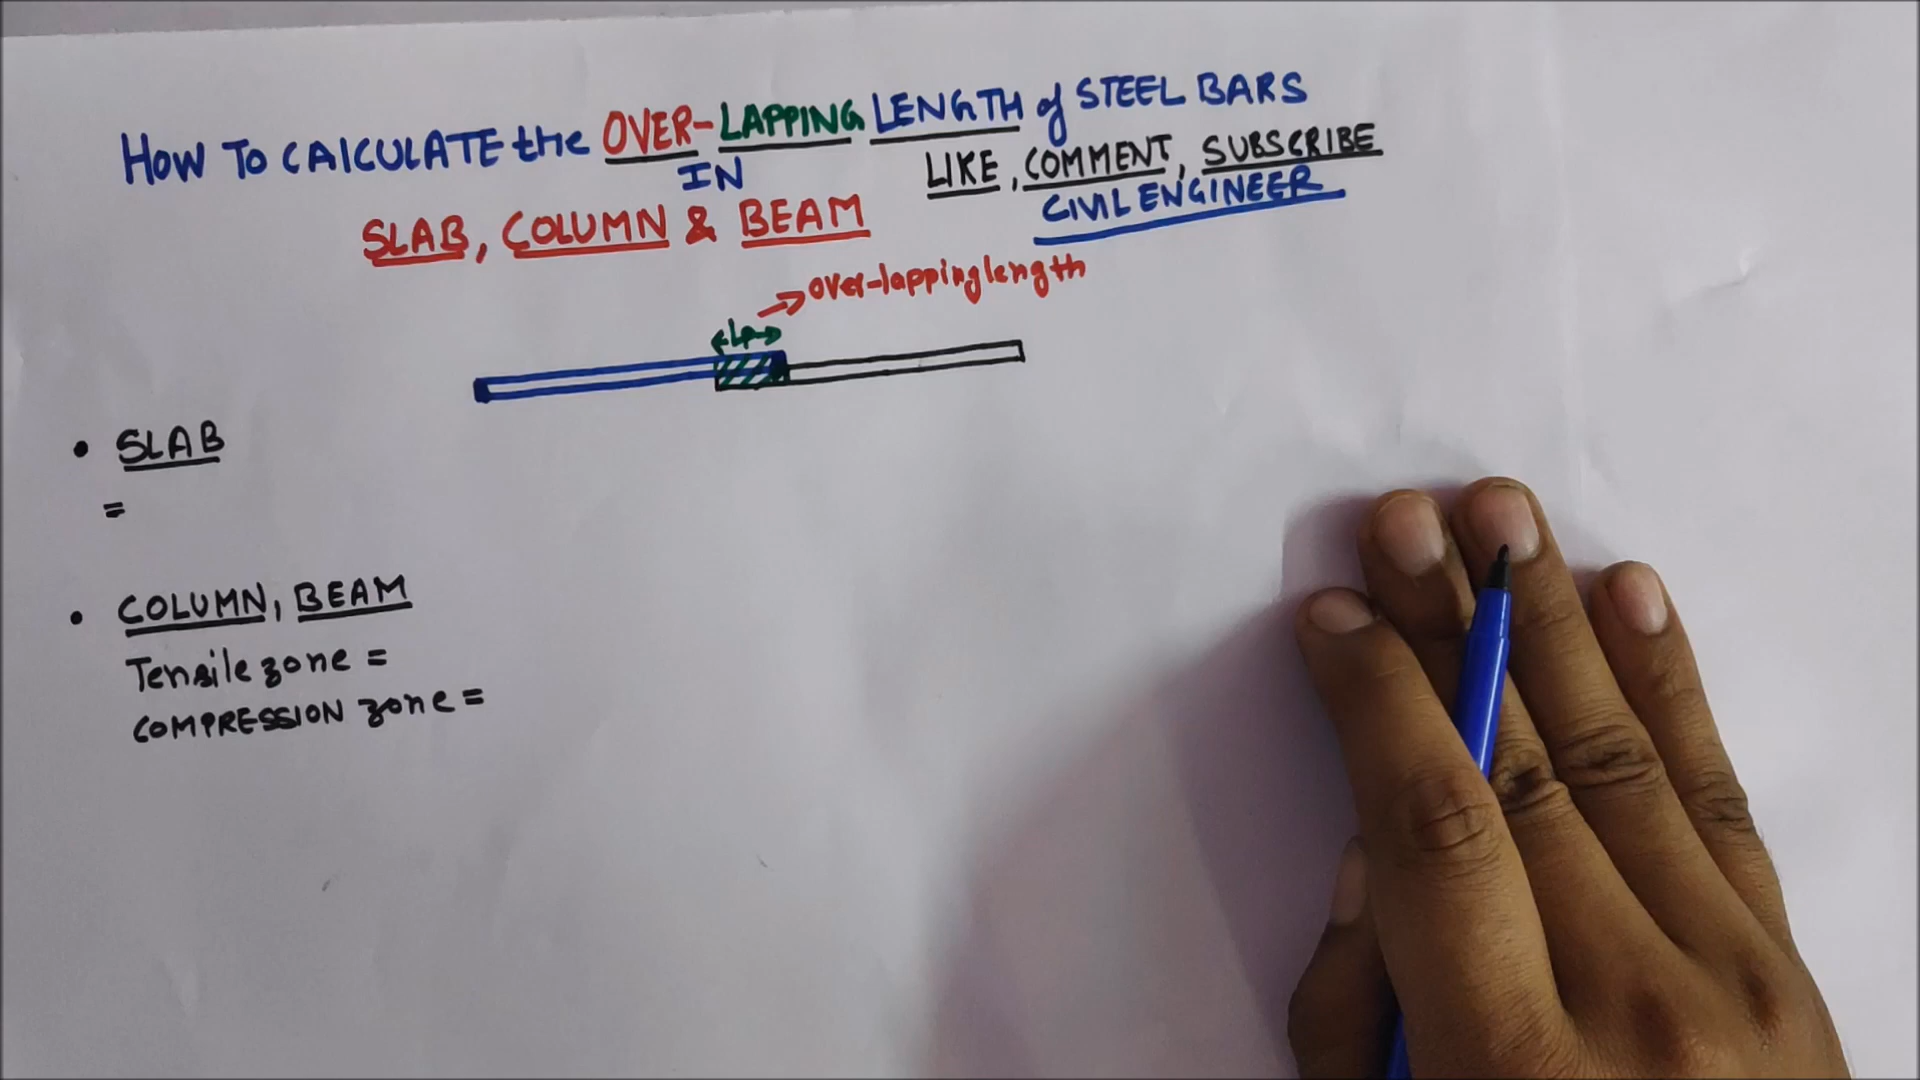 HOW TO CALCULATE the OVER-LAPPING LENGTH of STEEL BARS
IN
SLAB, COLUMN & BEAM
LIKE, COMMENT, SUBSCRIBE
CIVIL ENGINEER
over-lapping length
• SLAB
=
• COLUMN, BEAM
Tensile zone =
COMPRESSION zone =